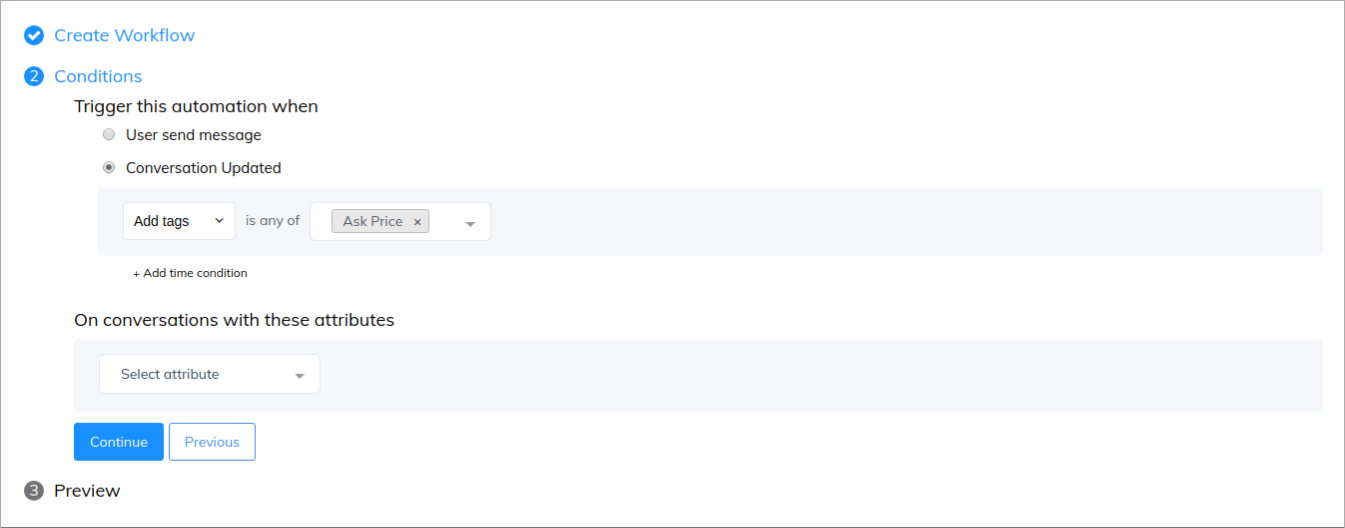 Create Workflow
2 Conditions
Trigger this automation when
User send message
Conversation Updated
Add tags is any of Ask Price ×
+ Add time condition
On conversations with these attributes
Select attribute
Continue Previous
3 Preview